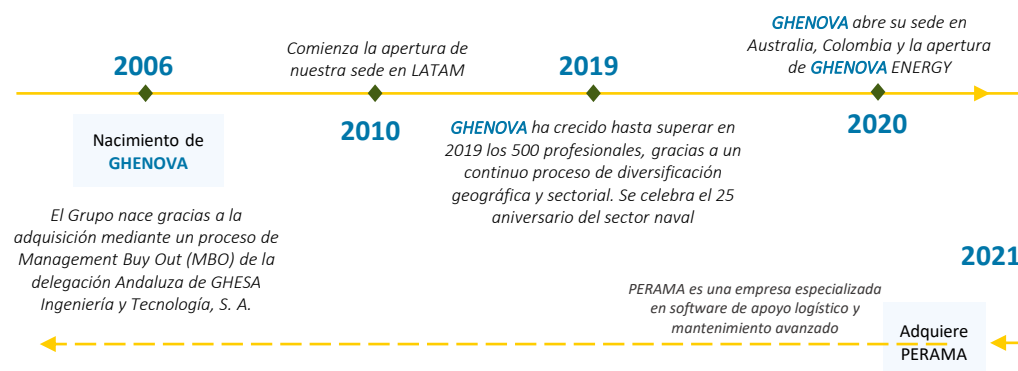 2006
Nacimiento de
GHENOVA
El Grupo nace gracias a la
adquisición mediante un proceso de
Management Buy Out (MBO) de la
delegación Andaluza de GHESA
Ingeniería y Tecnología, S. A.
Comienza la apertura de
nuestra sede en LATAM
2010
2019
GHENOVA ha crecido hasta superar en
2019 los 500 profesionales, gracias a un
continuo proceso de diversificación
geográfica y sectorial. Se celebra el 25
aniversario del sector naval
GHENOVA abre su sede en
Australia, Colombia y la apertura
de GHENOVA ENERGY
2020
2021
PERAMA es una empresa especializada
en software de apoyo logístico y
mantenimiento avanzado
Adquiere
PERAMA